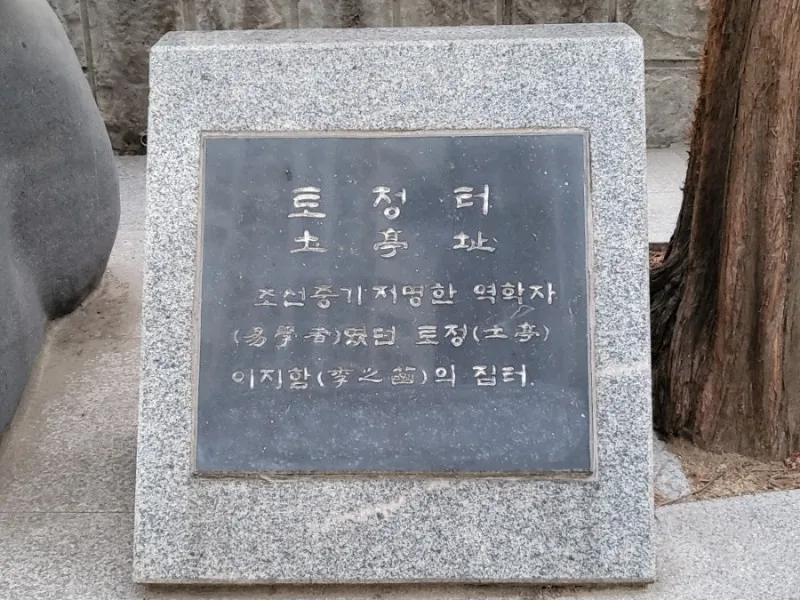 토정터
土亭址
조선중기 저명한 역학자
(易學者)였던 토정(土亭)
이지함(李之菡)의 집터.